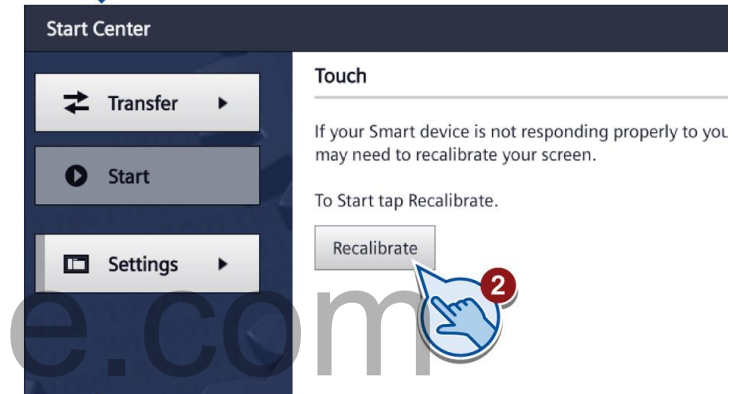 Start Center
Transfer
Start
Settings
Touch
If your Smart device is not responding properly to you
may need to recalibrate your screen.
To Start tap Recalibrate.
Recalibrate
2
e.com